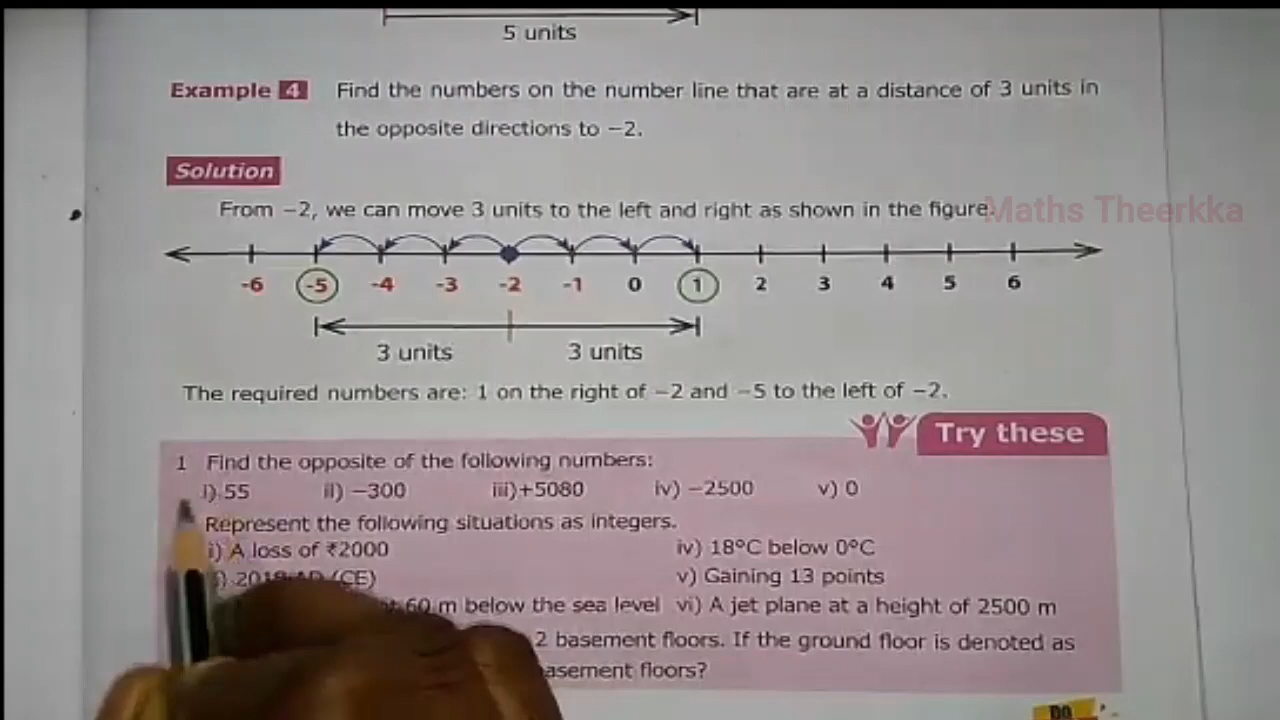 5 units
Example 4 Find the numbers on the number line that are at a distance of 3 units in
the opposite directions to −2.
Solution
From −2, we can move 3 units to the left and right as shown in the figure.
Maths Theerkka
-6 -5 -4 -3 -2 -1 0 1 2 3 4 5 6
3 units 3 units
The required numbers are: 1 on the right of −2 and −5 to the left of −2.
Try these
1 Find the opposite of the following numbers:
i) 55 ii) −300 iii)+5080 iv) −2500 v) 0
Represent the following situations as integers.
i) A loss of ₹2000 iv) 18°C below 0°C
2018 AD (CE) v) Gaining 13 points
60 m below the sea level vi) A jet plane at a height of 2500 m
2 basement floors. If the ground floor is denoted as
basement floors?
DO